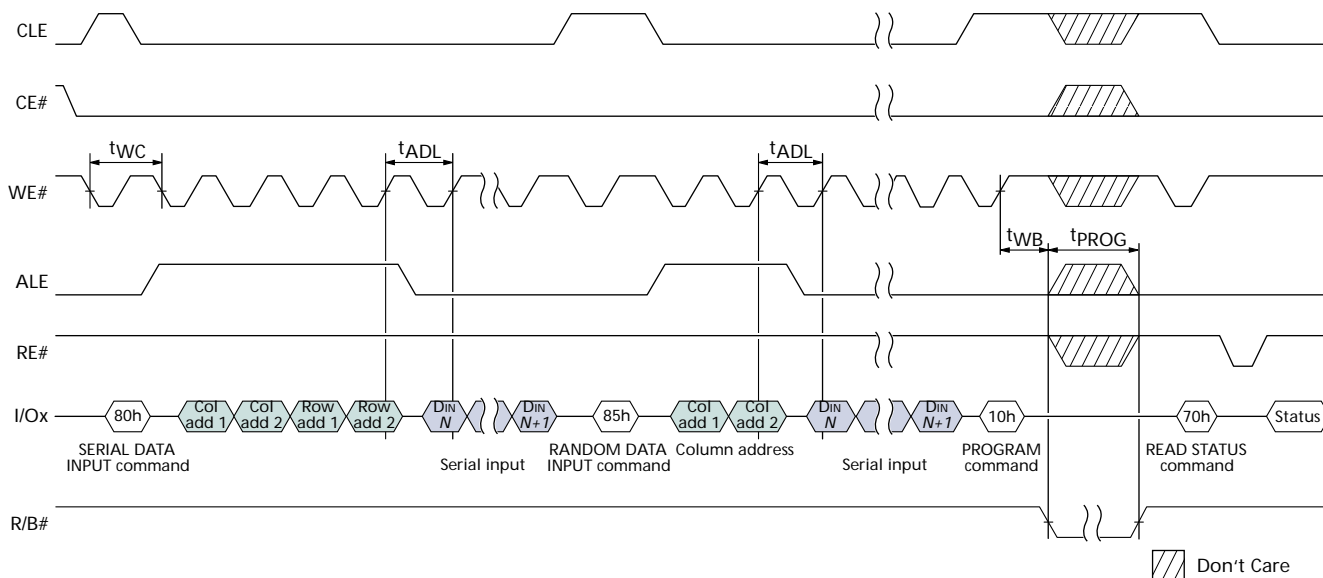 CLE
CE#
tWC
tADL
tADL
WE#
tWB
tPROG
ALE
RE#
I/Ox
80h
Col add 1
Col add 2
Row add 1
Row add 2
DIN N
DIN N+1
85h
Col add 1
Col add 2
DIN N
DIN N+1
10h
70h
Status
SERIAL DATA
INPUT command
Serial input
RANDOM DATA
INPUT command
Column address
Serial input
PROGRAM
command
READ STATUS
command
R/B#
Don't Care